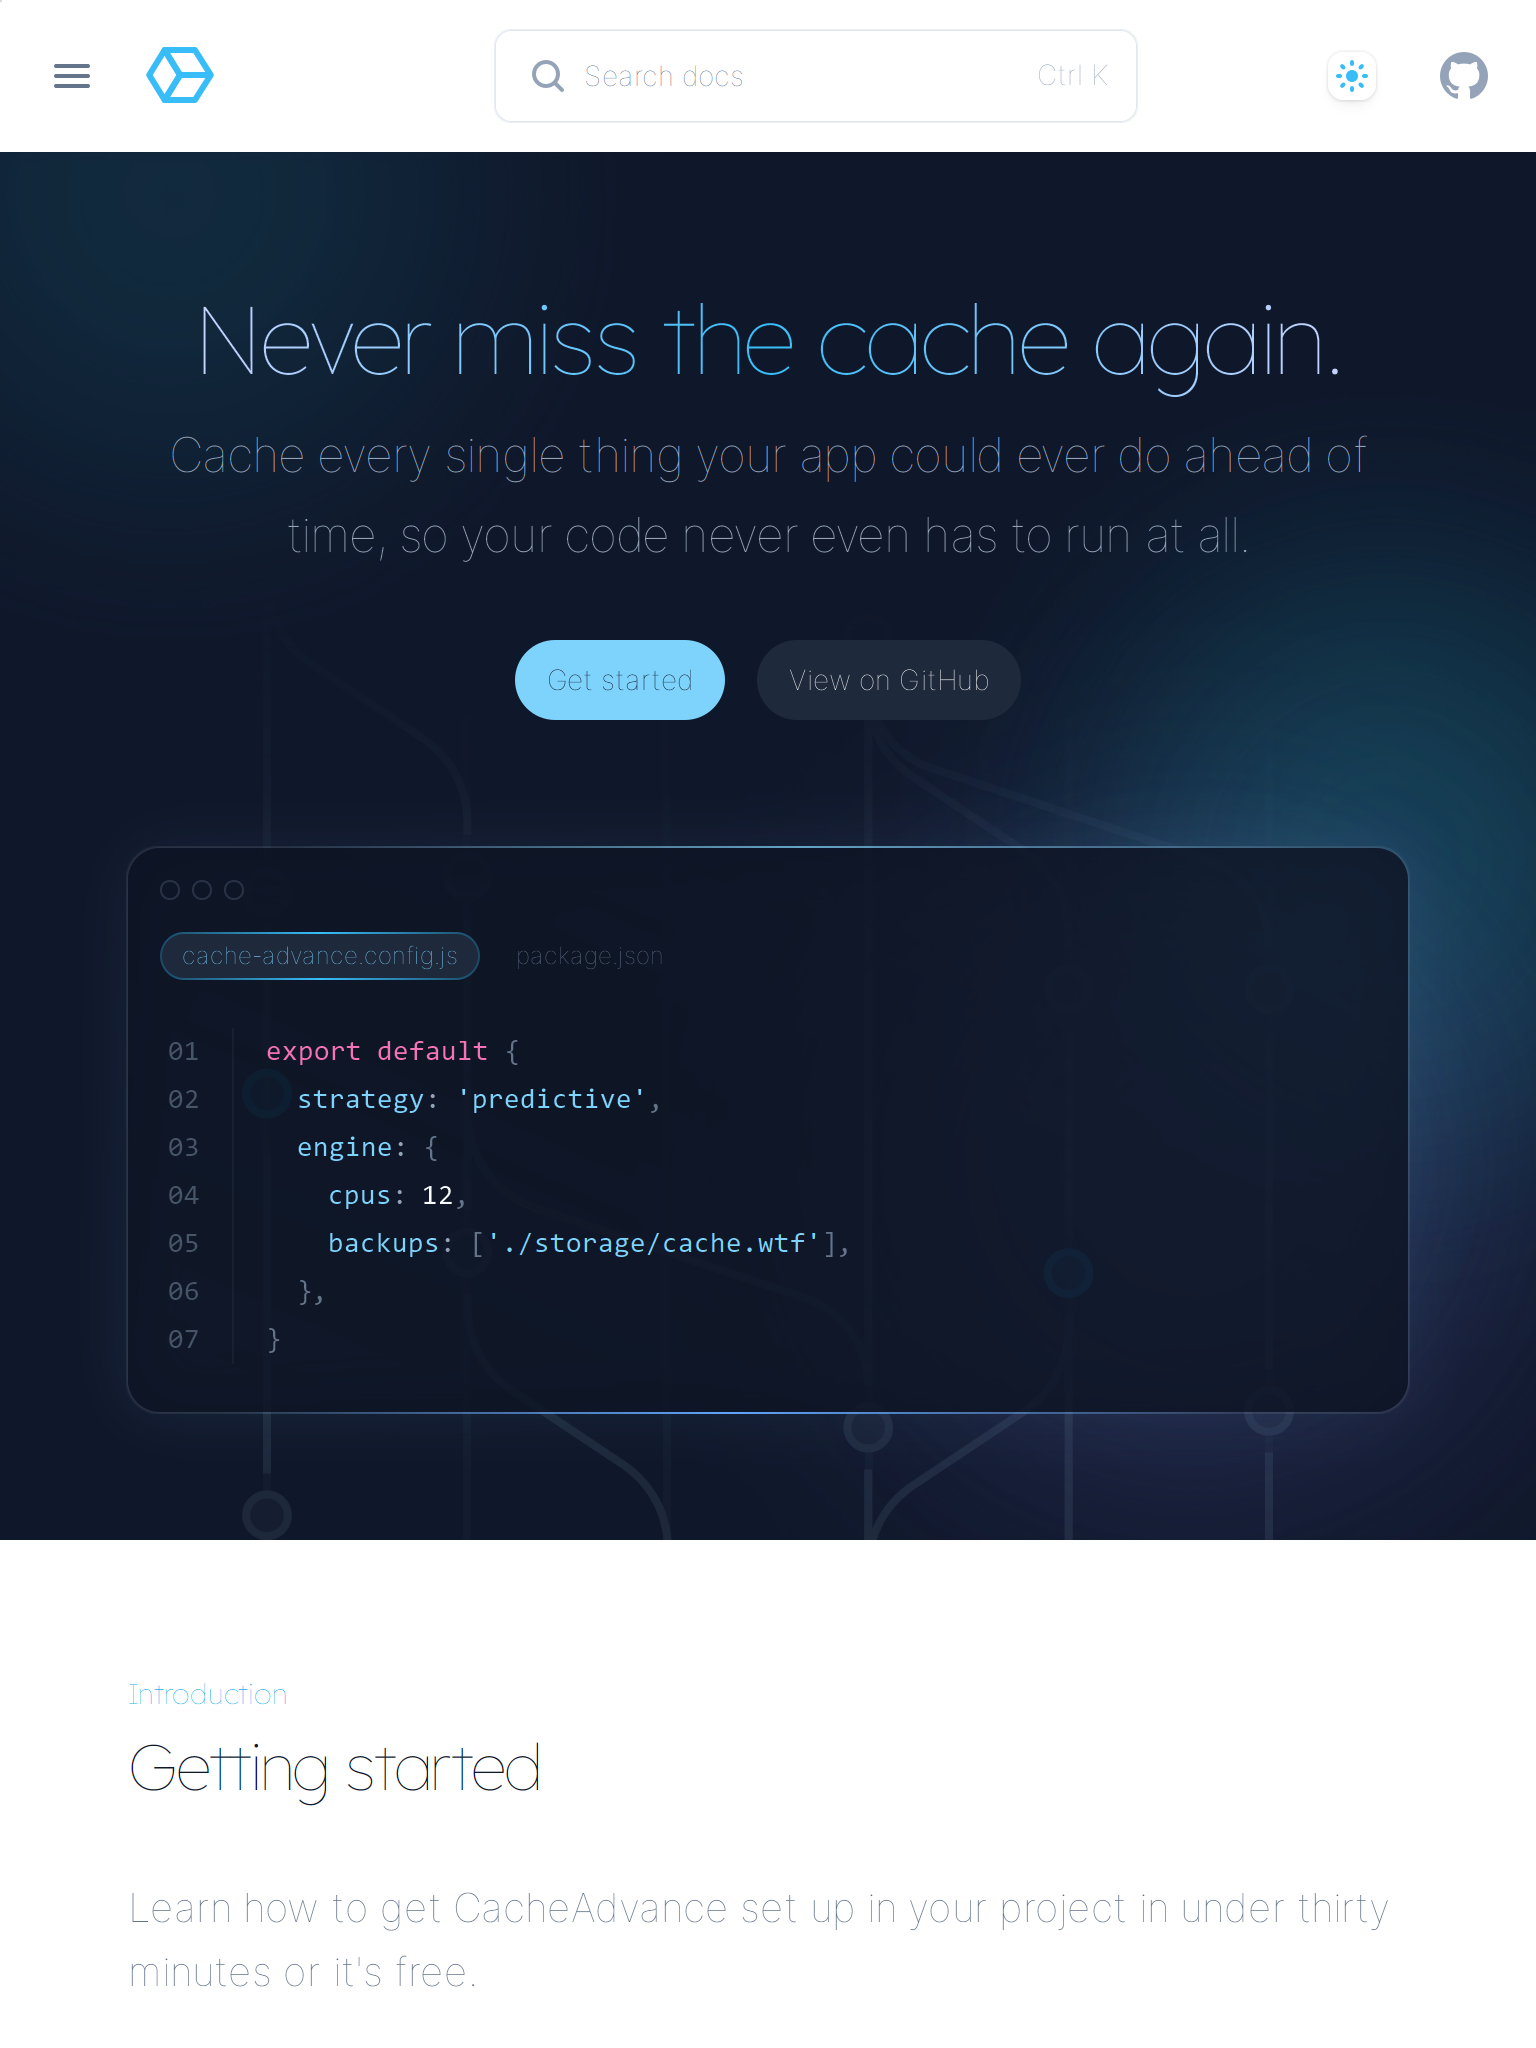 Search docs
Ctrl K
Never miss the cache again.
Cache every single thing your app could ever do ahead of
time, so your code never even has to run at all.
Get started
View on GitHub
cache-advance.config.js
package.json
01 export default {
02 strategy: 'predictive',
03 engine: {
04 cpus: 12,
05 backups: ['./storage/cache.wtf'],
06 },
07 }
Introduction
Getting started
Learn how to get CacheAdvance set up in your project in under thirty
minutes or it's free.